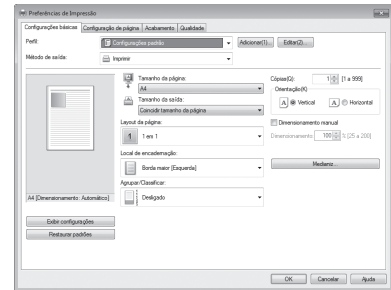 Preferências de Impressão
Configurações básicas Configuração de página Acabamento Qualidade
Perfil: Configurações padrão Adicionar(1)... Editar(2)...
Método de saída: Imprimir
Tamanho da página:
A4
Tamanho da saída:
Coincidir tamanho da página
Layout da página:
1 1 em 1
Local de encadernação:
Borda maior [Esquerda]
Agrupar/Classificar:
Desligado
Cópias(Q): 1 [1 a 999]
Orientação(K)
A Vertical A Horizontal
Dimensionamento manual
Dimensionamento: 100 % [25 a 200]
A4 [Dimensionamento: Automático]
Exibir configurações
Restaurar padrões
OK Cancelar Ajuda